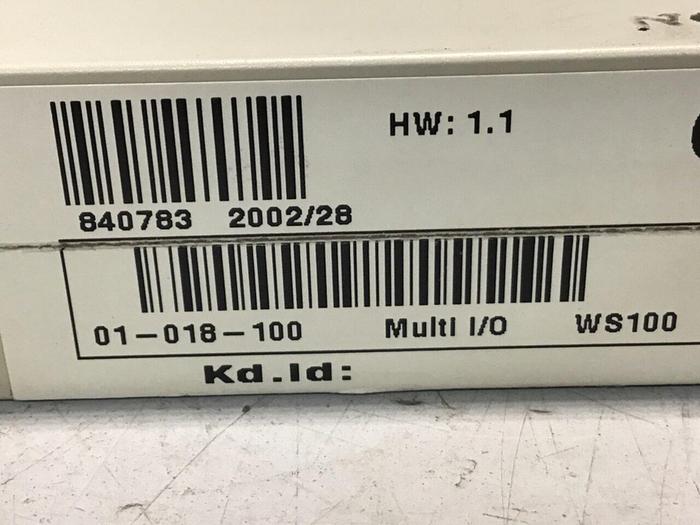 HW: 1.1
840783 2002/28
01-018-100 Multi I/O WS100
Kd.Id: